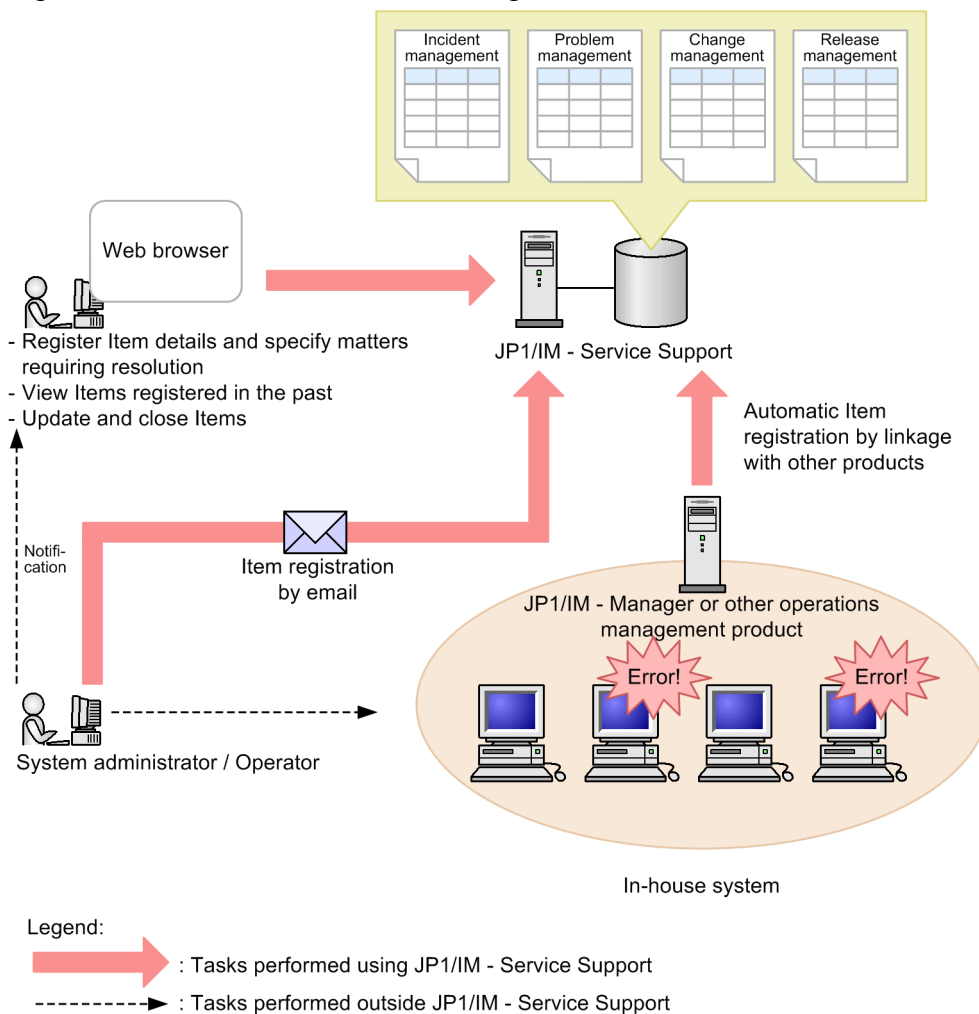 Incident
management
Problem
management
Change
management
Release
management
Web browser
JP1/IM - Service Support
- Register Item details and specify matters
requiring resolution
- View Items registered in the past
- Update and close Items
Automatic Item
registration by linkage
with other products
Notifi-
cation
Item registration
by email
JP1/IM - Manager or other operations
management product
Error!
Error!
System administrator / Operator
In-house system
Legend:
: Tasks performed using JP1/IM - Service Support
: Tasks performed outside JP1/IM - Service Support